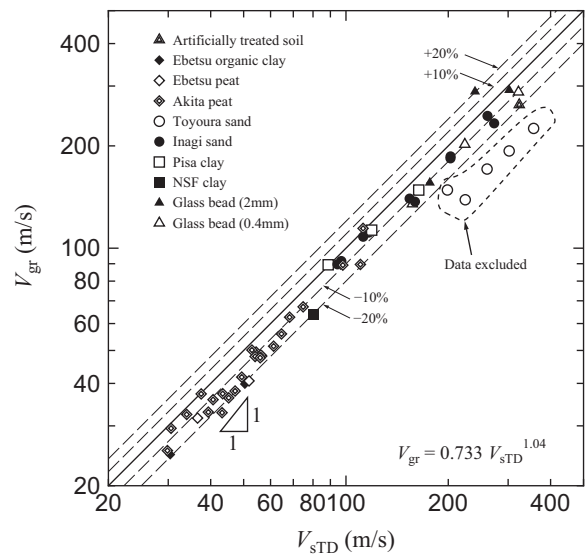 400
200
100
80
60
40
20
V_gr (m/s)
Artificially treated soil
Ebetsu organic clay
Ebetsu peat
Akita peat
Toyoura sand
Inagi sand
Pisa clay
NSF clay
Glass bead (2mm)
Glass bead (0.4mm)
+20%
+10%
Data excluded
−10%
−20%
1
1
V_gr = 0.733 V_sTD^1.04
20 40 60 80 100 200 400
V_sTD (m/s)